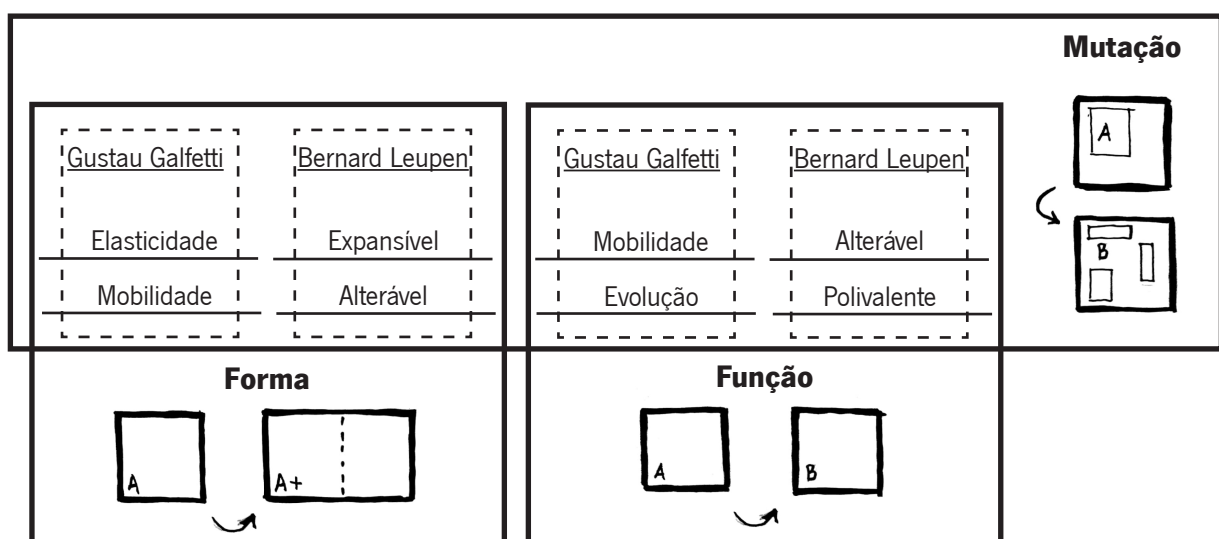 Mutação
A
B
Gustau Galfetti
Bernard Leupen
Elasticidade
Expansível
Mobilidade
Alterável
Gustau Galfetti
Bernard Leupen
Mobilidade
Alterável
Evolução
Polivalente
Forma
A
A+
Função
A
B